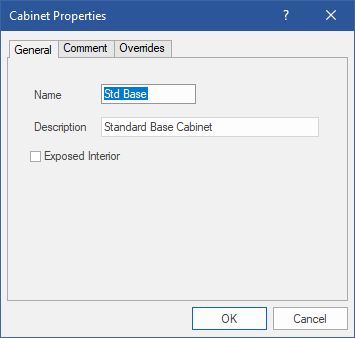 Cabinet Properties ?
General Comment Overrides
Name Std Base
Description Standard Base Cabinet
Exposed Interior
OK Cancel